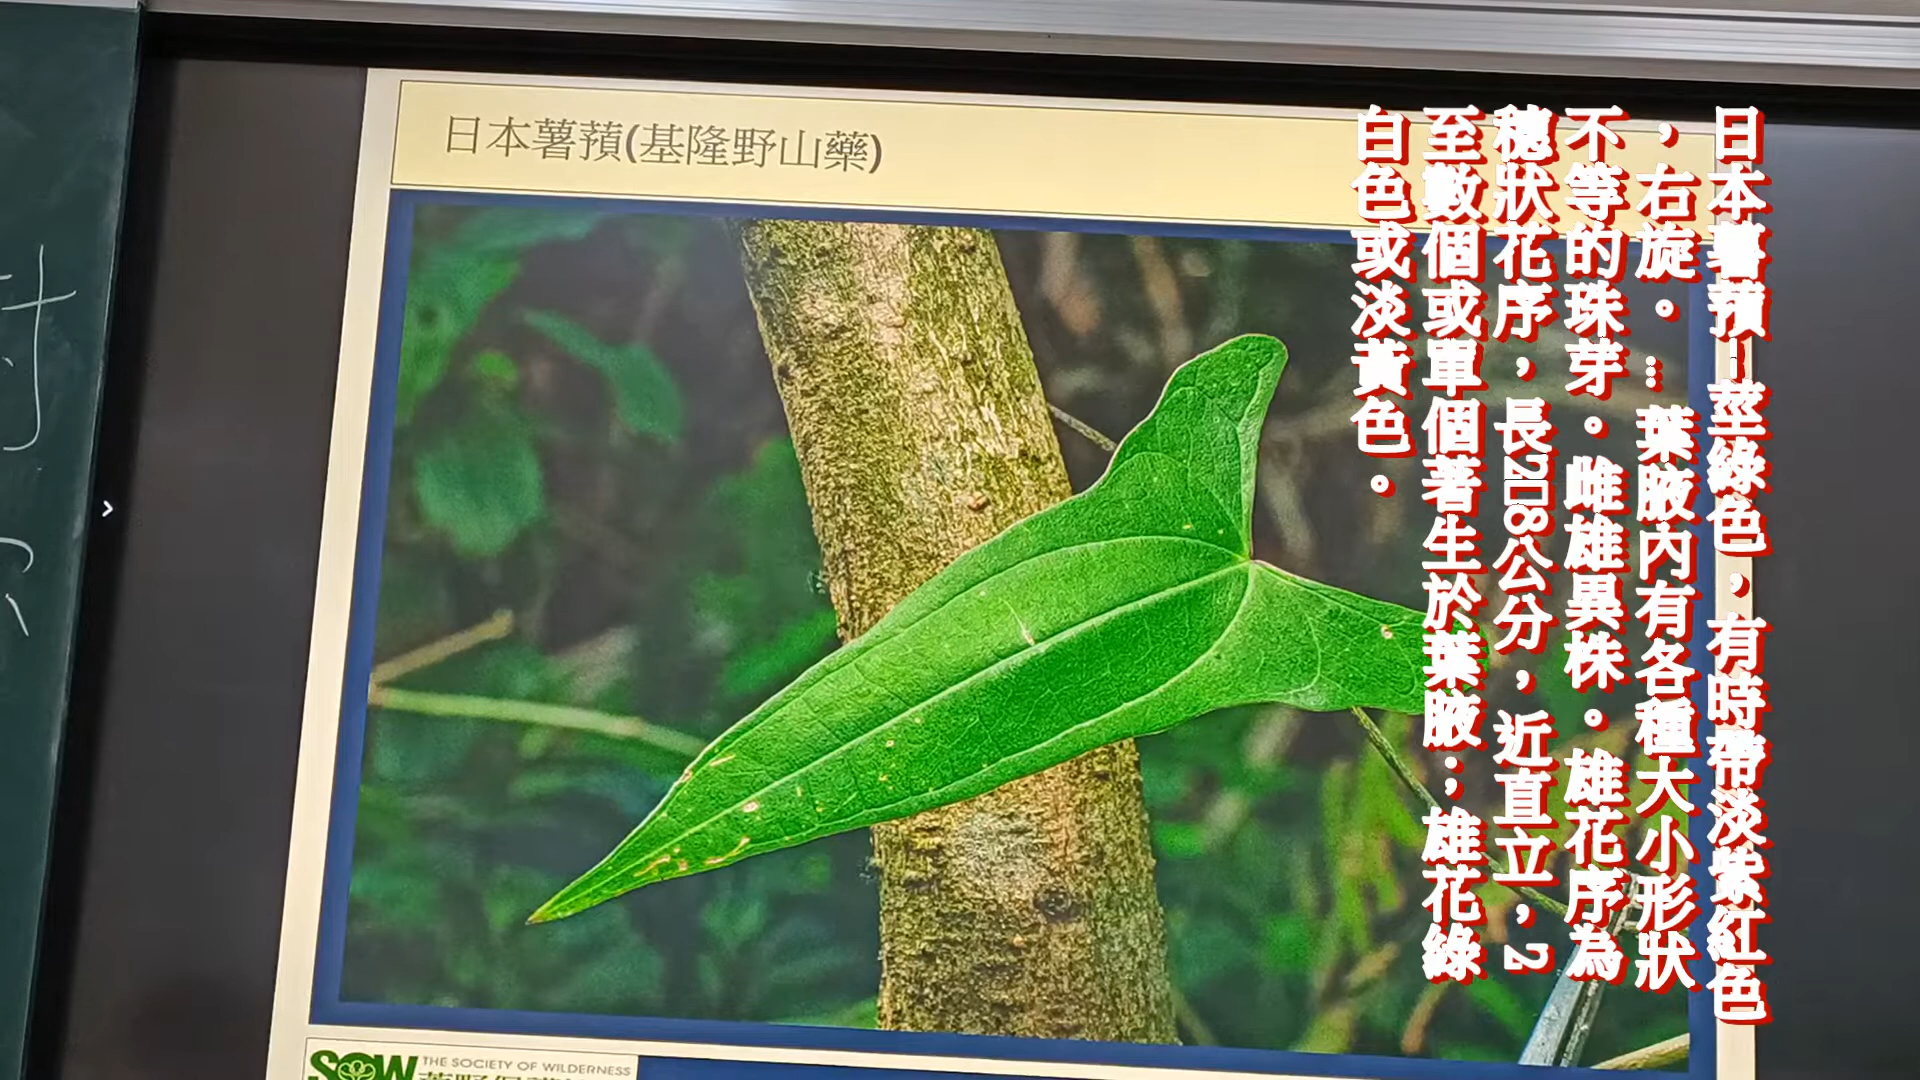 日本薯蕷(基隆野山藥)
日本薯蕷-莖綠色,有時帶淡紫紅色
,右旋。…葉腋內有各種大小形狀
不等的珠芽。雌雄異株。雄花序為
穗狀花序,長2□8公分,近直立,2
至數個或單個著生於葉腋;雄花綠
白色或淡黃色。
SOW THE SOCIETY OF WILDERNESS